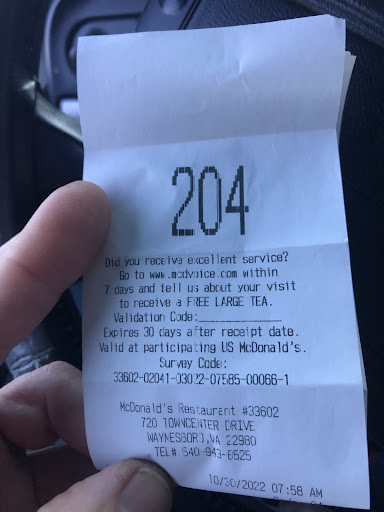 204
Did you receive excellent service?
Go to www.mcdvoice.com within
7 days and tell us about your visit
to receive a FREE LARGE TEA.
Validation Code:______________
Expires 30 days after receipt date.
Valid at participating US McDonald's.
Survey Code:
33602-02041-03022-07585-00066-1
McDonald's Restaurant #33602
720 TOWNCENTER DRIVE
WAYNESBORO,VA 22980
TEL# 540-943-6525
10/30/2022 07:58 AM